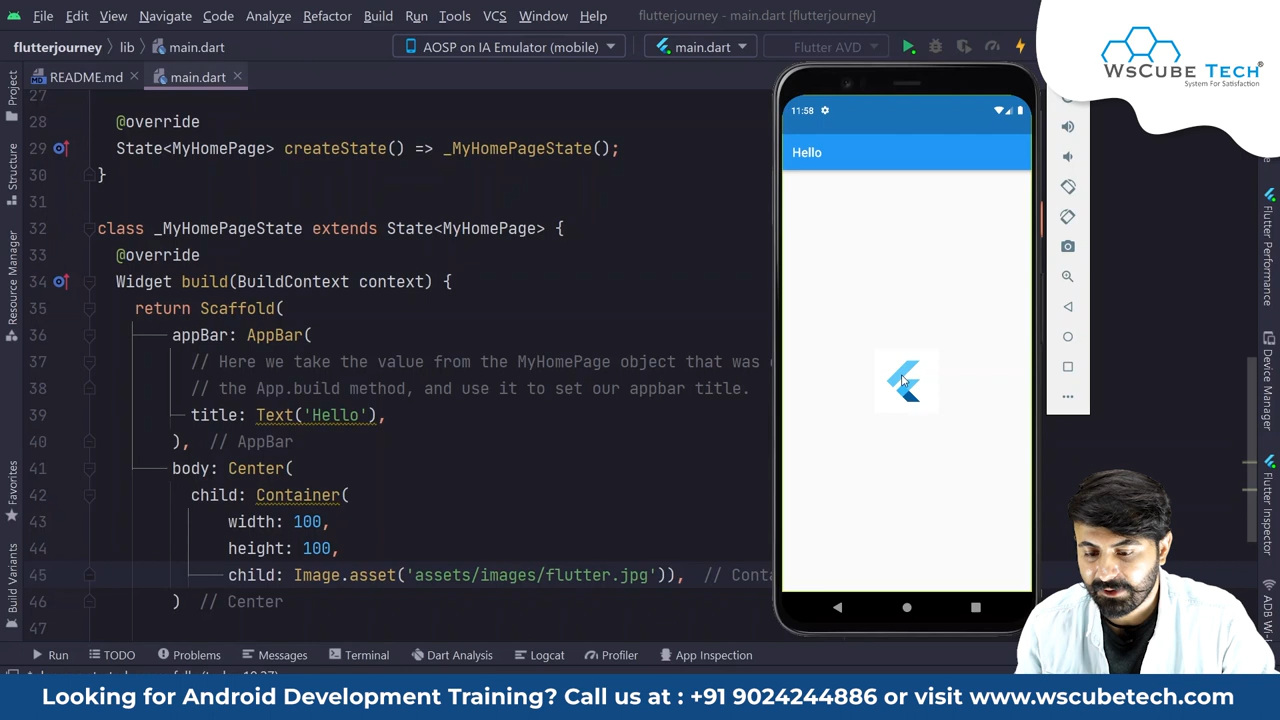 File Edit View Navigate Code Analyze Refactor Build Run Tools VCS Window Help flutterjourney - main.dart [flutterjourney]
flutterjourney lib main.dart AOSP on IA Emulator (mobile) main.dart Flutter AVD
WsCube Tech®
System For Satisfaction
README.md main.dart
Project
Structure
Resource Manager
Favorites
Build Variants
27
28 @override
29 State<MyHomePage> createState() => _MyHomePageState();
30 }
31
32 class _MyHomePageState extends State<MyHomePage> {
33 @override
34 Widget build(BuildContext context) {
35 return Scaffold(
36 appBar: AppBar(
37 // Here we take the value from the MyHomePage object that was
38 // the App.build method, and use it to set our appbar title.
39 title: Text('Hello'),
40 ), // AppBar
41 body: Center(
42 child: Container(
43 width: 100,
44 height: 100,
45 child: Image.asset('assets/images/flutter.jpg')), // Conta
46 ) // Center
47
11:58
Hello
Flutter Performance
Device Manager
Flutter Inspector
ADB Wi-
Run TODO Problems Messages Terminal Dart Analysis Logcat Profiler App Inspection
Looking for Android Development Training? Call us at : +91 9024244886 or visit www.wscubetech.com